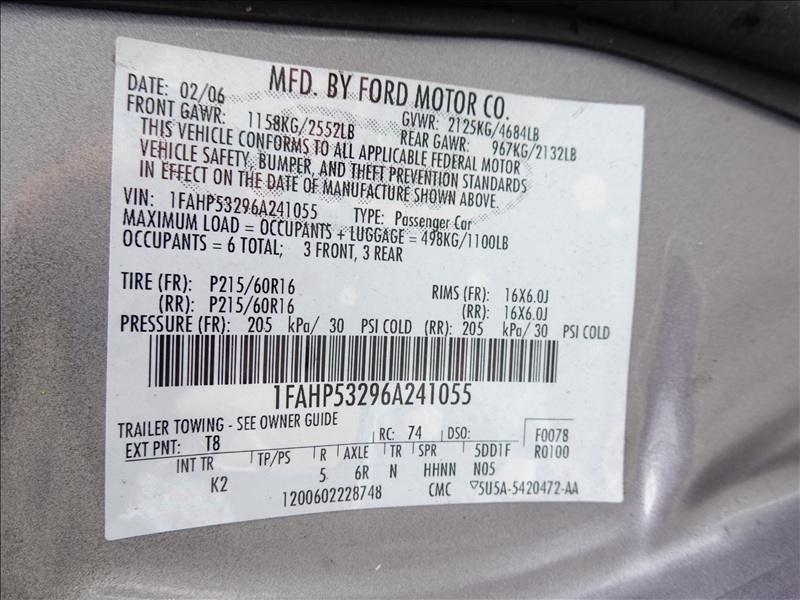 MFD. BY FORD MOTOR CO.
DATE: 02/06 GVWR: 2125KG/4684LB
FRONT GAWR: 1158KG/2552LB REAR GAWR: 967KG/2132LB
THIS VEHICLE CONFORMS TO ALL APPLICABLE FEDERAL MOTOR
VEHICLE SAFETY, BUMPER, AND THEFT PREVENTION STANDARDS
IN EFFECT ON THE DATE OF MANUFACTURE SHOWN ABOVE.
VIN: 1FAHP53296A241055 TYPE: Passenger Car
MAXIMUM LOAD = OCCUPANTS + LUGGAGE = 498KG/1100LB
OCCUPANTS = 6 TOTAL; 3 FRONT, 3 REAR
TIRE (FR): P215/60R16 RIMS (FR): 16X6.0J
(RR): P215/60R16 (RR): 16X6.0J
PRESSURE (FR): 205 kPa/ 30 PSI COLD (RR): 205 kPa/ 30 PSI COLD
1FAHP53296A241055
TRAILER TOWING - SEE OWNER GUIDE
EXT PNT: T8 RC: 74 DSO: F0078
INT TR TP/PS R AXLE TR SPR 5DD1F R0100
K2 5 6R N HHNN N05
1200602228748 CMC 5U5A-5420472-AA